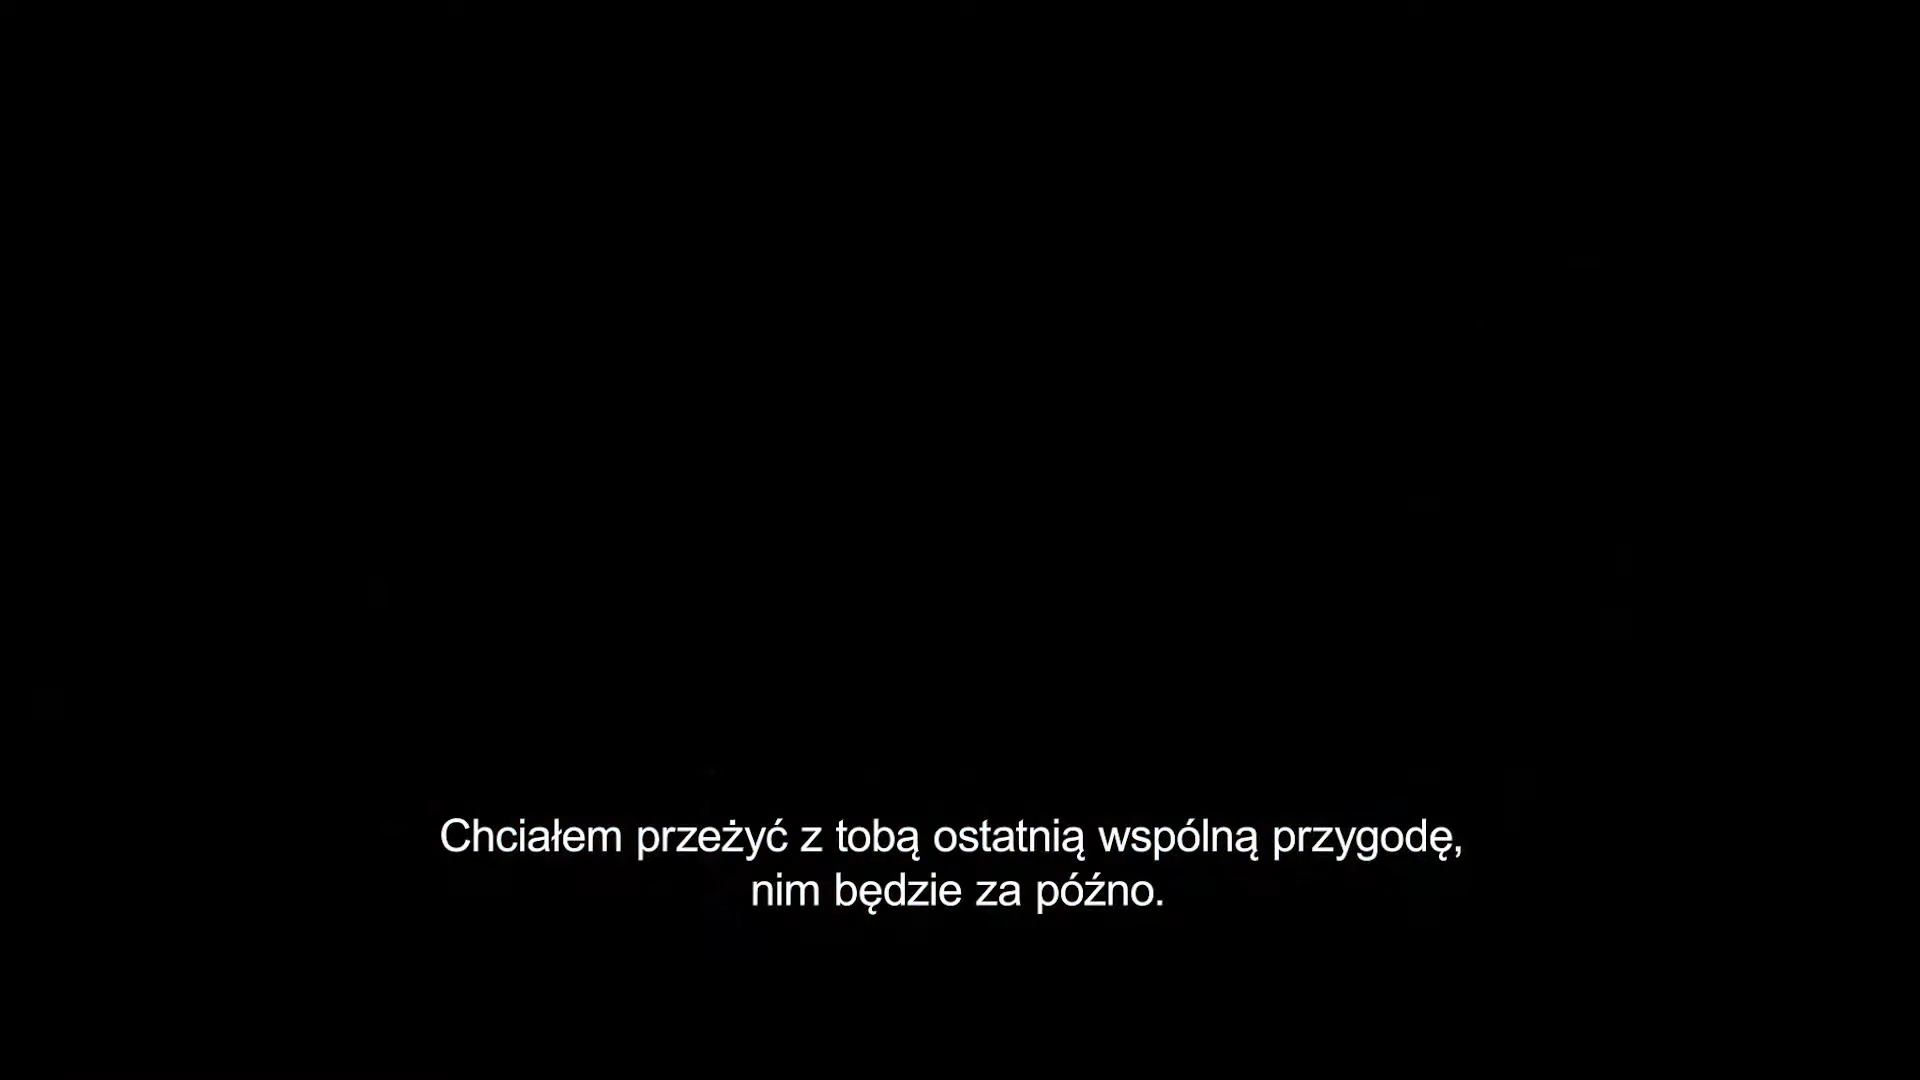 Chciałem przeżyć z tobą ostatnią wspólną przygodę,
nim będzie za późno.